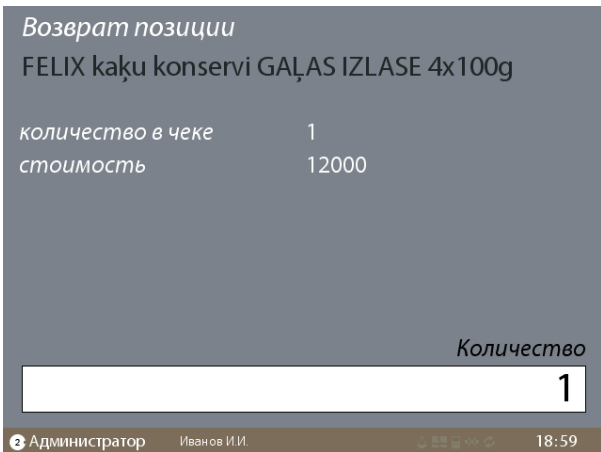 Возврат позиции
FELIX kaķu konservi GAĻAS IZLASE 4x100g
количество в чеке 1
стоимость 12000
Количество
1
2 Администратор Иванов И.И. 18:59